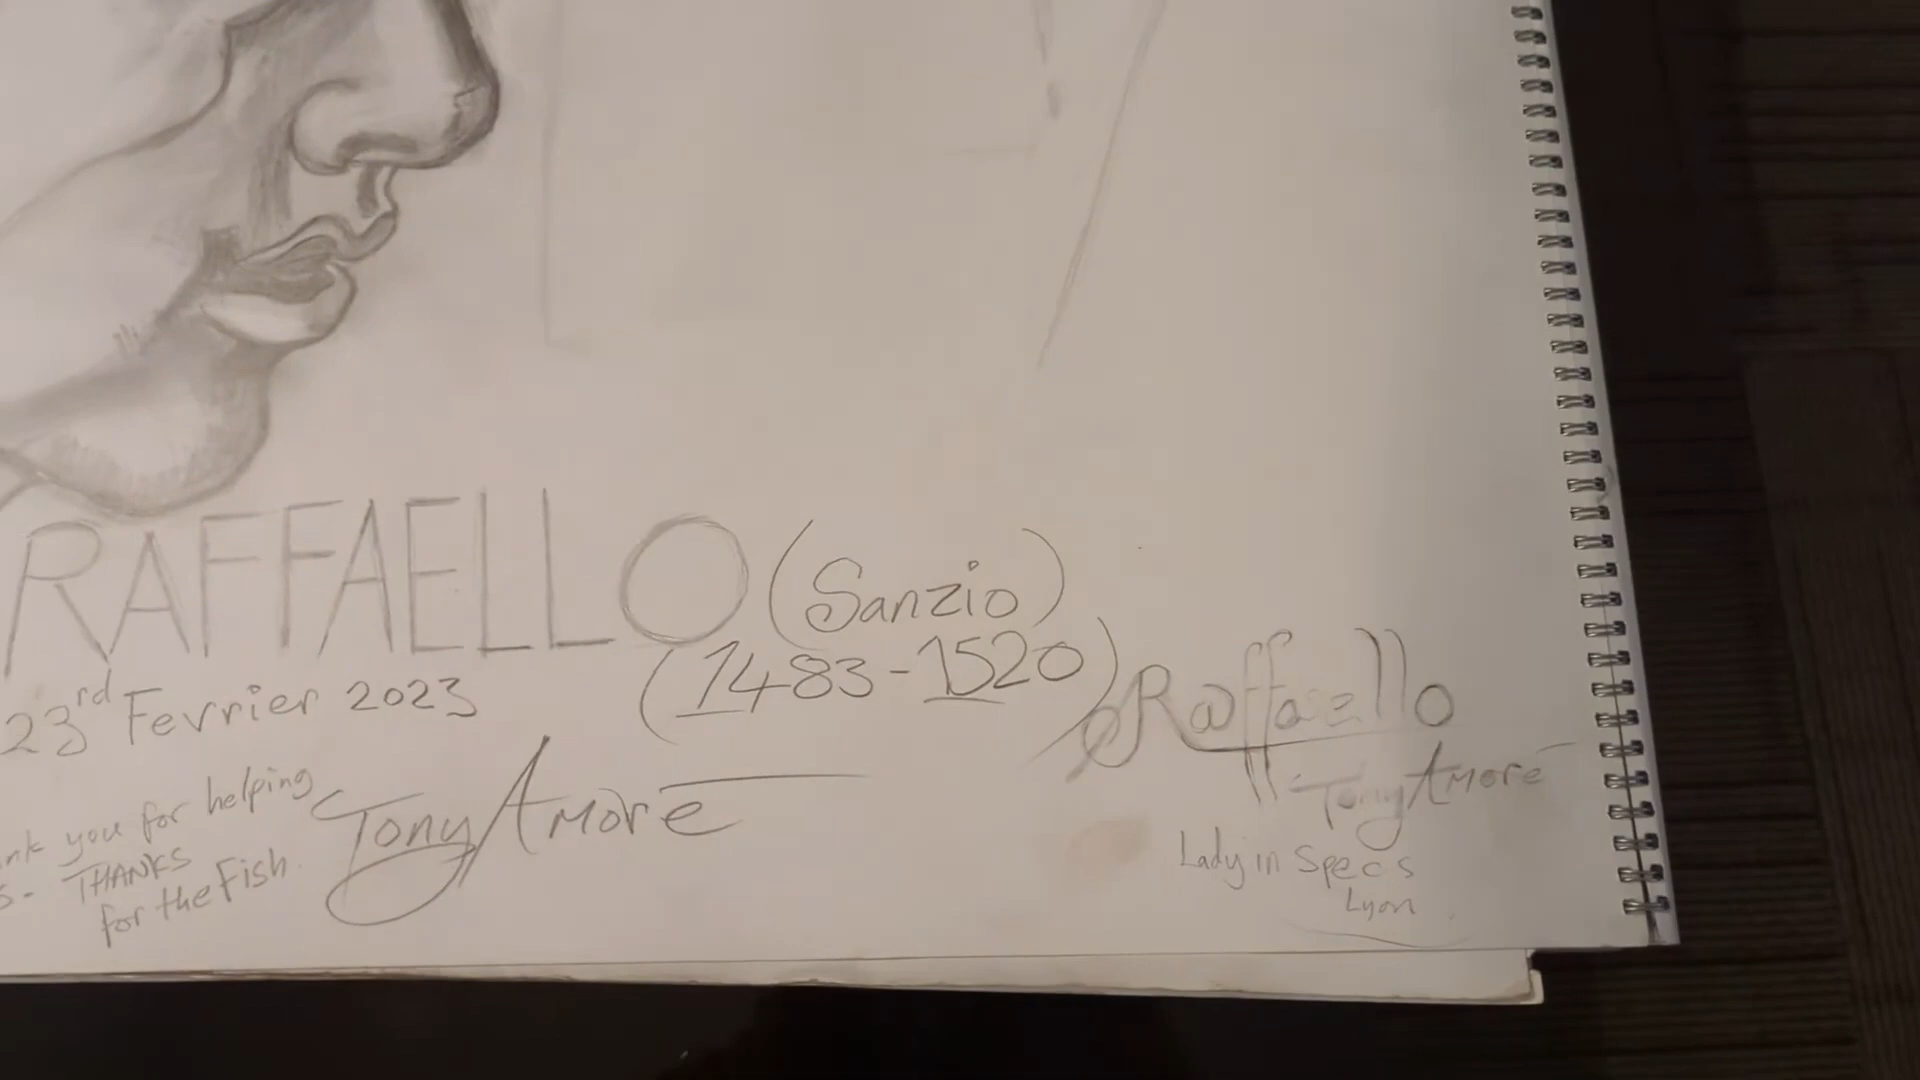 RAFFAELLO (Sanzio)
(1483-1520)
23rd Fevrier 2023
Raffaello
Tony Amore
you for helping
THANKS
for the Fish.
Tony Amore
Lady in Specs
Lyon